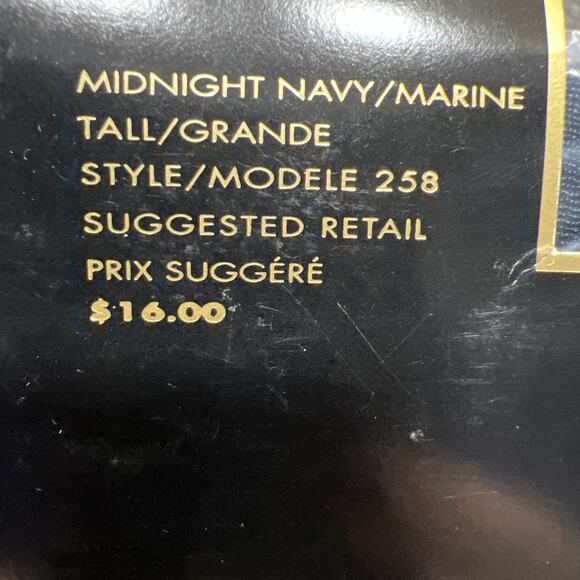 MIDNIGHT NAVY/MARINE
TALL/GRANDE
STYLE/MODELE 258
SUGGESTED RETAIL
PRIX SUGGÉRÉ
$16.00